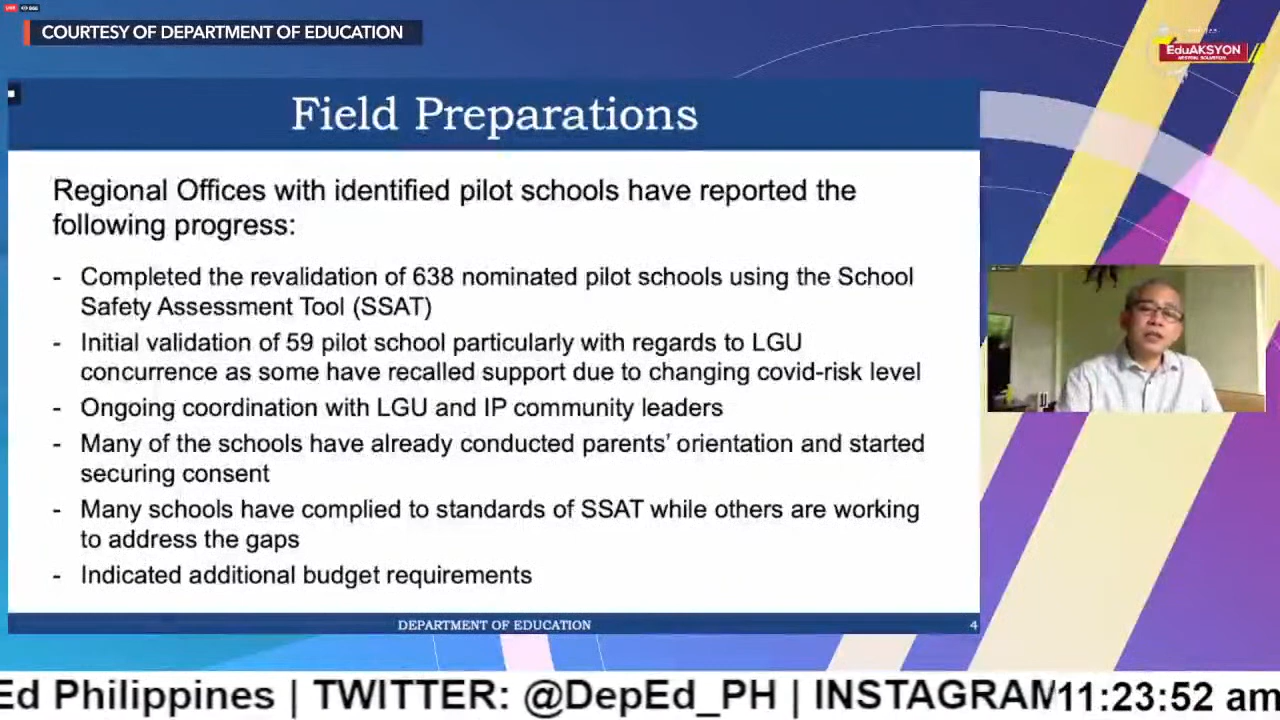 LIVE
COURTESY OF DEPARTMENT OF EDUCATION
EduAKSYON
Field Preparations
Regional Offices with identified pilot schools have reported the
following progress:
- Completed the revalidation of 638 nominated pilot schools using the School
Safety Assessment Tool (SSAT)
- Initial validation of 59 pilot school particularly with regards to LGU
concurrence as some have recalled support due to changing covid-risk level
- Ongoing coordination with LGU and IP community leaders
- Many of the schools have already conducted parents’ orientation and started
securing consent
- Many schools have complied to standards of SSAT while others are working
to address the gaps
- Indicated additional budget requirements
DEPARTMENT OF EDUCATION 4
Ed Philippines | TWITTER: @DepEd_PH | INSTAGRAM 11:23:52 am